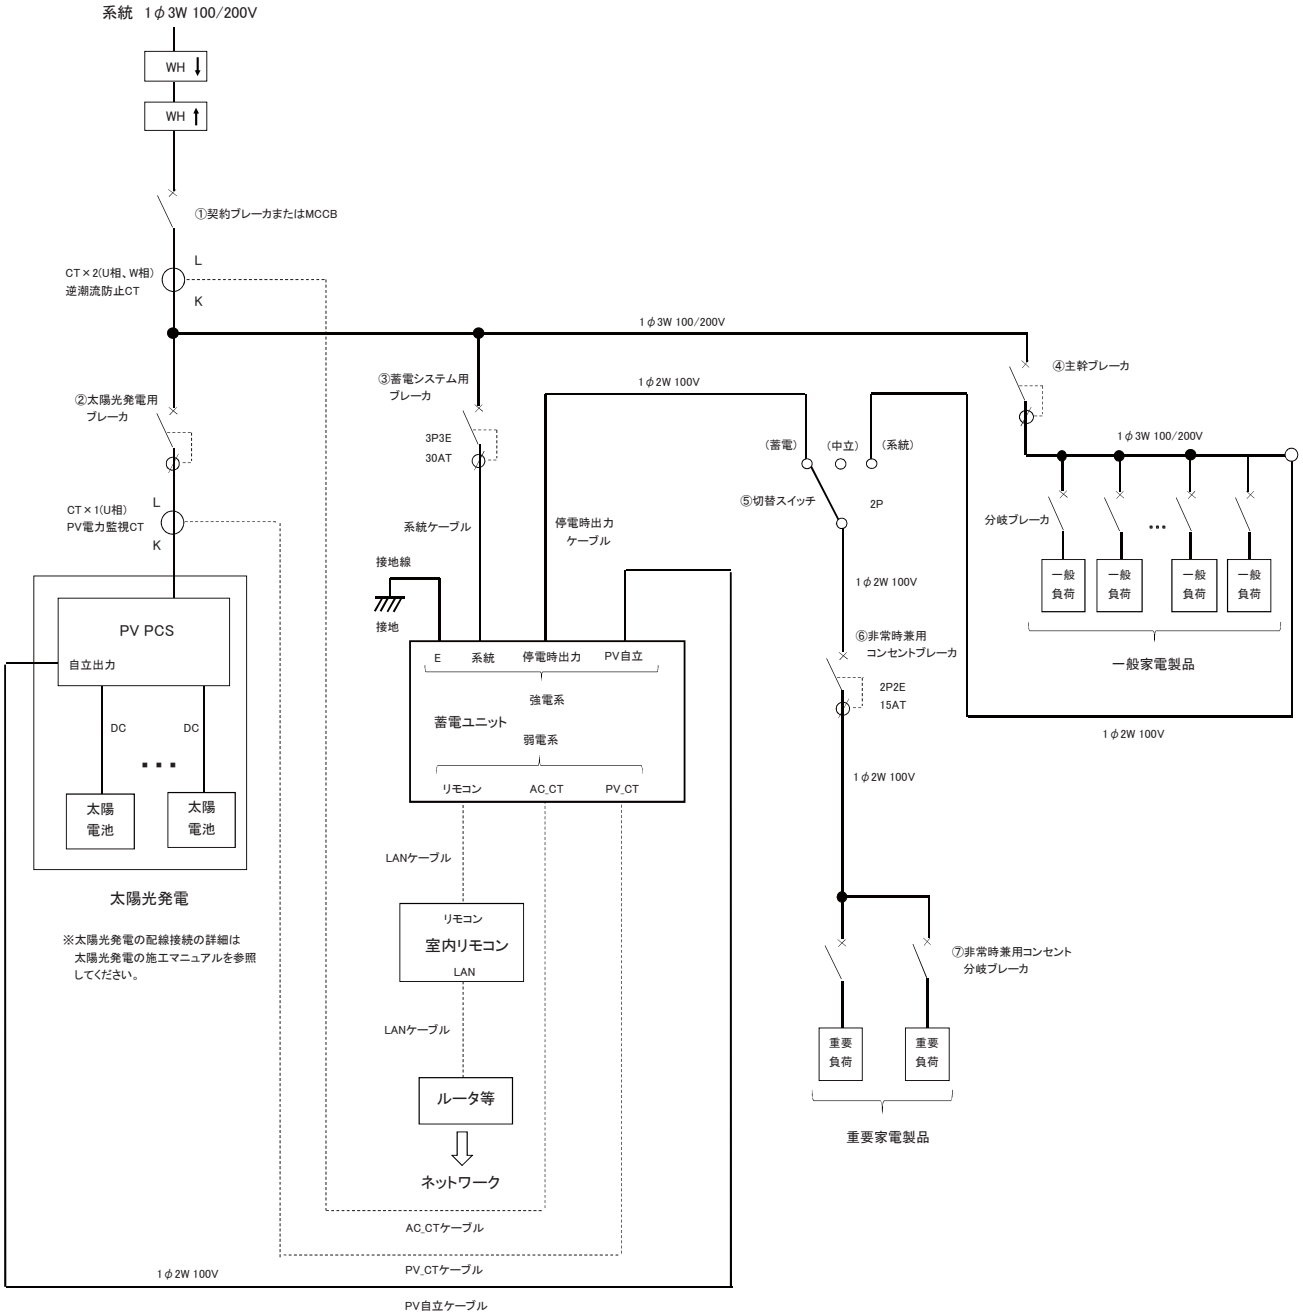 系統 1φ3W 100/200V
WH
WH
①契約ブレーカまたはMCCB
L
CT×2(U相、W相)
逆潮流防止CT
K
1φ3W 100/200V
④主幹ブレーカ
③蓄電システム用
ブレーカ
1φ2W 100V
②太陽光発電用
ブレーカ
3P3E
30AT
(蓄電)
(中立)
(系統)
1φ3W 100/200V
⑤切替スイッチ
2P
CT×1(U相)
PV電力監視CT
L
K
系統ケーブル
停電時出力
ケーブル
分岐ブレーカ
…
接地線
接地
1φ2W 100V
一般
負荷
一般
負荷
一般
負荷
一般
負荷
一般家電製品
PV PCS
自立出力
E
系統
停電時出力
PV自立
強電系
蓄電ユニット
弱電系
リモコン
AC_CT
PV_CT
⑥非常時兼用
コンセントブレーカ
2P2E
15AT
1φ2W 100V
DC
DC
…
太陽
電池
太陽
電池
1φ2W 100V
太陽光発電
※太陽光発電の配線接続の詳細は
太陽光発電の施工マニュアルを参照
してください。
LANケーブル
リモコン
室内リモコン
LAN
LANケーブル
ルータ等
ネットワーク
⑦非常時兼用コンセント
分岐ブレーカ
重要
負荷
重要
負荷
重要家電製品
AC_CTケーブル
PV_CTケーブル
1φ2W 100V
PV自立ケーブル